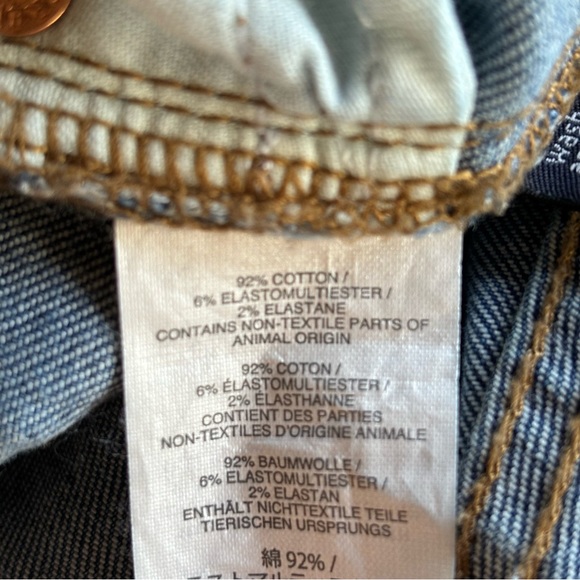 92% COTTON /
6% ELASTOMULTIESTER /
2% ELASTANE
CONTAINS NON-TEXTILE PARTS OF
ANIMAL ORIGIN
92% COTON /
6% ÉLASTOMULTIESTER /
2% ÉLASTHANNE
CONTIENT DES PARTIES
NON-TEXTILES D'ORIGINE ANIMALE
92% BAUMWOLLE /
6% ELASTOMULTIESTER /
2% ELASTAN
ENTHÄLT NICHTTEXTILE TEILE
TIERISCHEN URSPRUNGS
綿 92% /